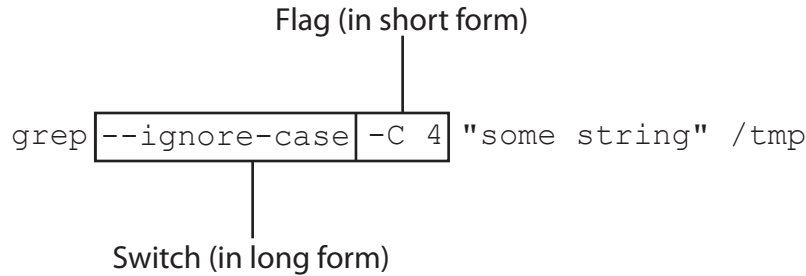 Flag (in short form)
grep --ignore-case -C 4 "some string" /tmp
Switch (in long form)